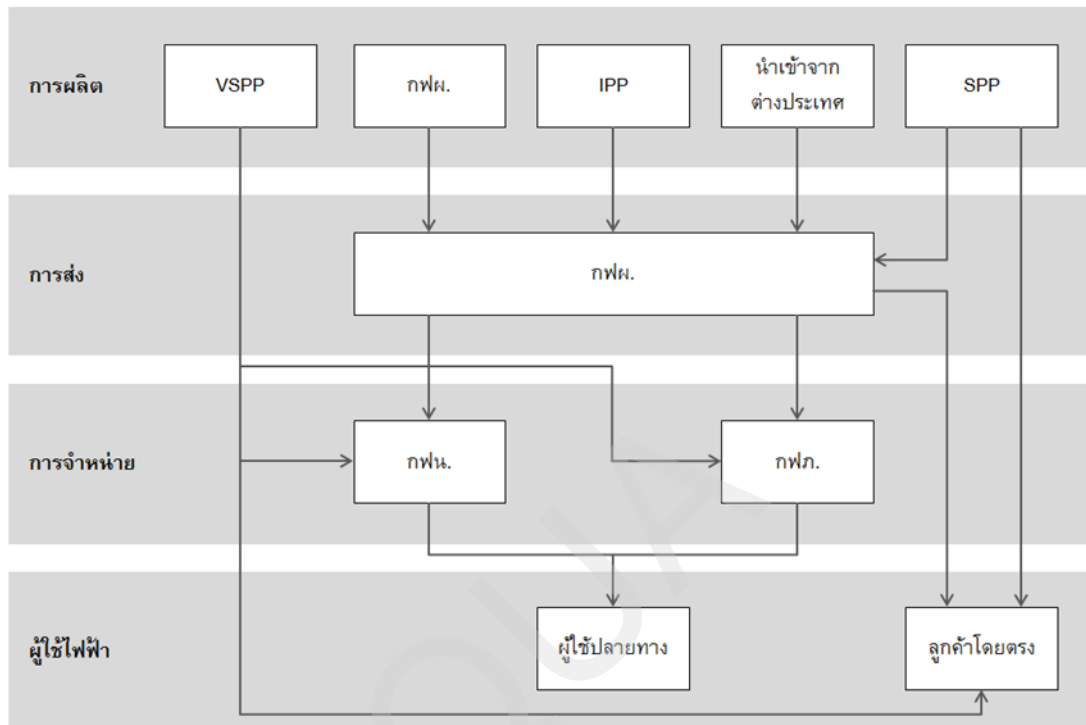 การผลิต
VSPP
กฟผ.
IPP
นำเข้าจาก
ต่างประเทศ
SPP
การส่ง
กฟผ.
การจำหน่าย
กฟน.
กฟภ.
ผู้ใช้ไฟฟ้า
ผู้ใช้ปลายทาง
ลูกค้าโดยตรง
OUA